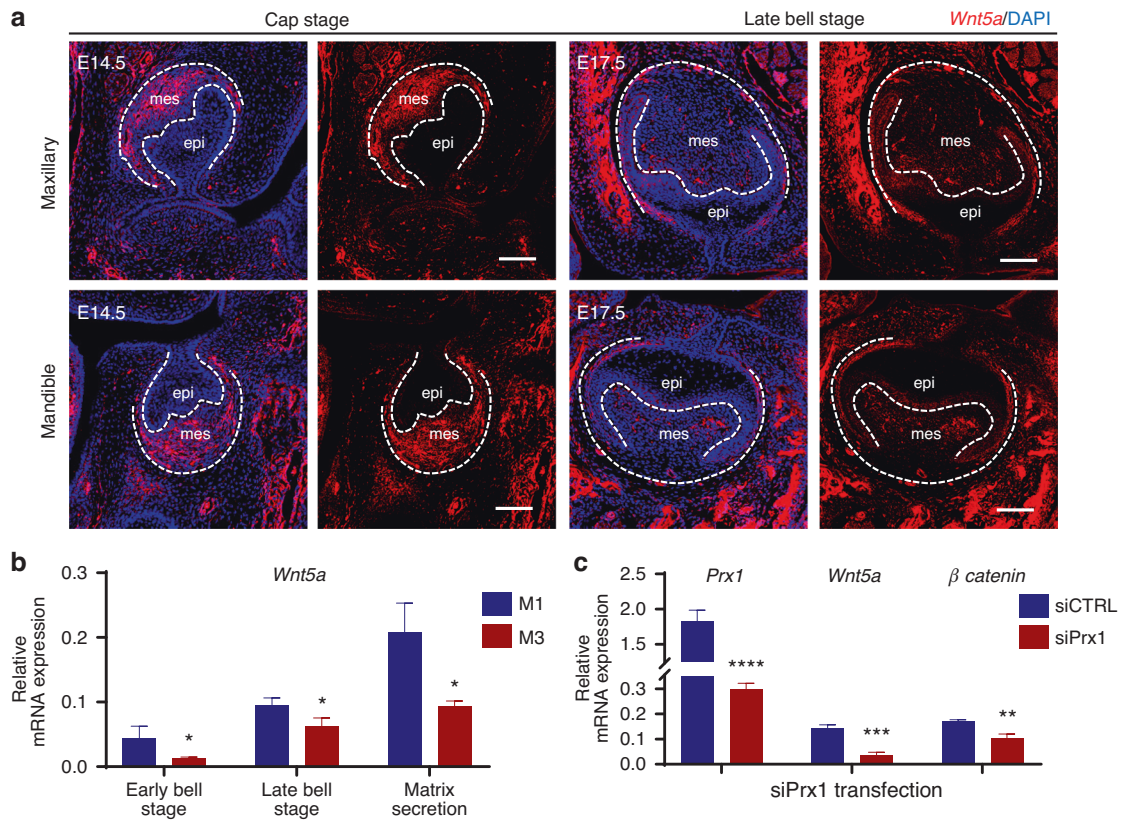 a
Cap stage
Late bell stage
Wnt5a/DAPI
Maxillary
E14.5
mes
epi
mes
epi
E17.5
mes
epi
mes
epi
Mandible
E14.5
epi
mes
epi
mes
E17.5
epi
mes
epi
mes
b
Wnt5a
Relative
mRNA expression
0.3
0.2
0.1
0.0
M1
M3
*
*
*
Early bell
stage
Late bell
stage
Matrix
secretion
c
Prx1
Wnt5a
β catenin
Relative
mRNA expression
2.5
2.0
1.5
0.3
0.2
0.1
0.0
siCTRL
siPrx1
****
***
**
siPrx1 transfection